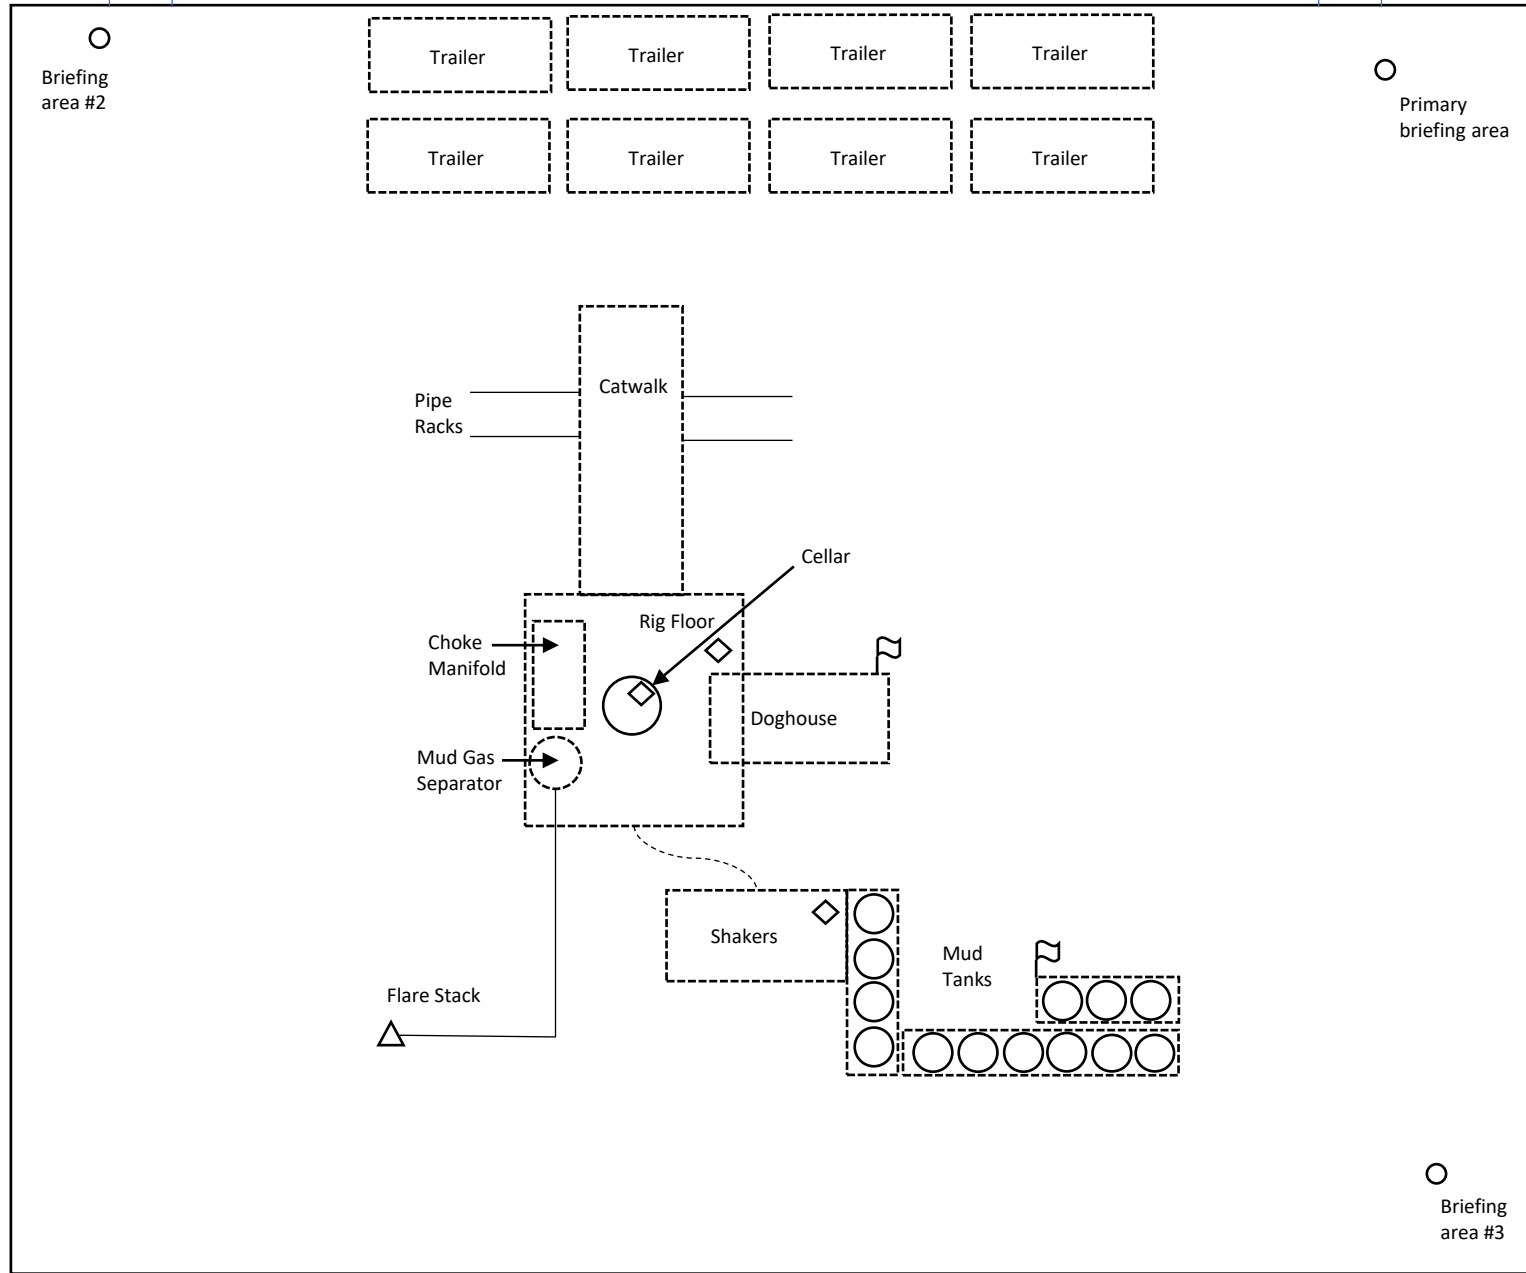 Trailer
Trailer
Trailer
Trailer
Briefing
area #2
Primary
briefing area
Trailer
Trailer
Trailer
Trailer
Catwalk
Pipe
Racks
Cellar
Rig Floor
Choke
Manifold
Doghouse
Mud Gas
Separator
Shakers
Mud
Tanks
Flare Stack
Briefing
area #3